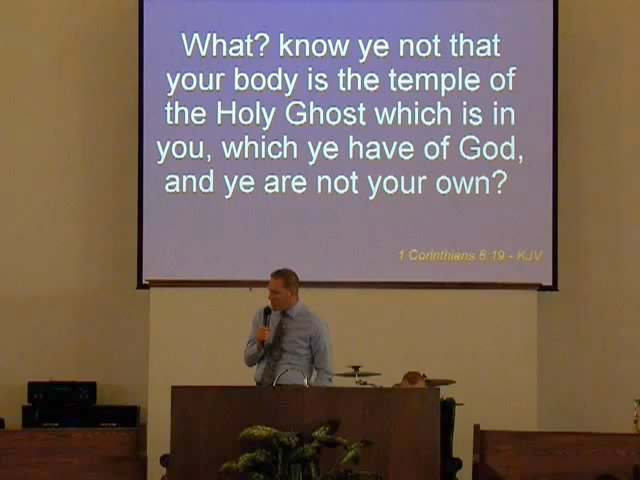 What? know ye not that
your body is the temple of
the Holy Ghost which is in
you, which ye have of God,
and ye are not your own?
1 Corinthians 6:19 - KJV